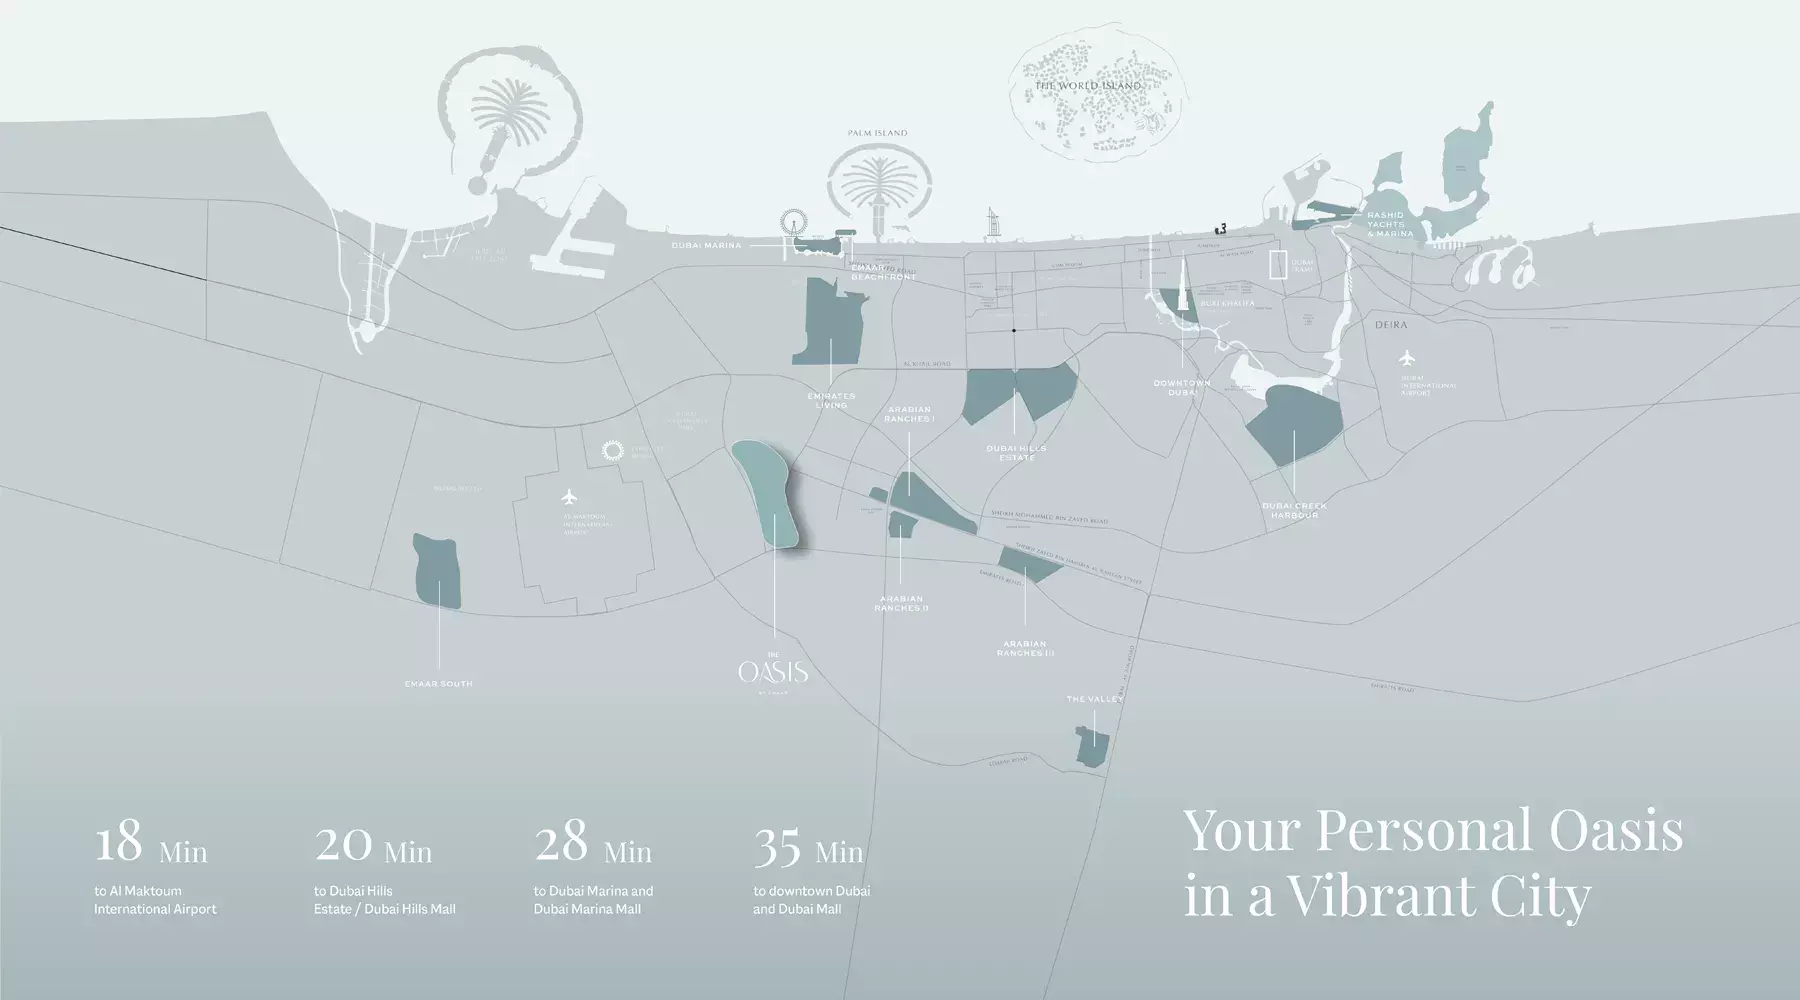 THE WORLD ISLAND
PALM ISLAND
DUBAI MARINA
EMAAR
BEACHFRONT
RASHID
YACHTS
& MARINA
DUBAI
FRAME
BURJ KHALIFA
DEIRA
DUBAI
INTERNATIONAL
AIRPORT
DOWNTOWN
DUBAI
AL KHAIL ROAD
EMIRATES
LIVING
ARABIAN
RANCHES I
DUBAI HILLS
ESTATE
DUBAI CREEK
HARBOUR
AL MAKTOUM
INTERNATIONAL
AIRPORT
SHEIKH MOHAMMED BIN ZAYED ROAD
SHEIKH ZAYED BIN HAMDAN AL NAHYAN STREET
EMIRATES ROAD
ARABIAN
RANCHES II
ARABIAN
RANCHES III
EMAAR SOUTH
THE
OASIS
BY EMAAR
THE VALLEY
EMIRATES ROAD
18 Min
to Al Maktoum
International Airport
20 Min
to Dubai Hills
Estate / Dubai Hills Mall
28 Min
to Dubai Marina and
Dubai Marina Mall
35 Min
to downtown Dubai
and Dubai Mall
Your Personal Oasis
in a Vibrant City